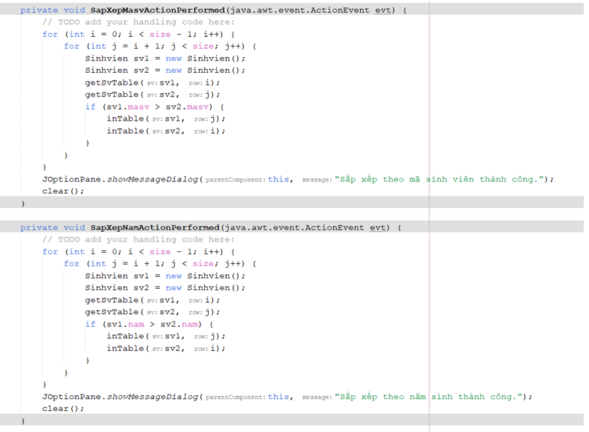 private void SapXepMasvActionPerformed(java.awt.event.ActionEvent evt) {
// TODO add your handling code here:
for (int i = 0; i < size - 1; i++) {
for (int j = i + 1; j < size; j++) {
Sinhvien sv1 = new Sinhvien();
Sinhvien sv2 = new Sinhvien();
getSvTable( sv: sv1, row: i);
getSvTable( sv: sv2, row: j);
if (sv1.masv > sv2.masv) {
inTable( sv: sv1, row: j);
inTable( sv: sv2, row: i);
}
}
}
JOptionPane.showMessageDialog( parentComponent: this, message: "Sắp xếp theo mã sinh viên thành công.");
clear();
}
private void SapXepNamActionPerformed(java.awt.event.ActionEvent evt) {
// TODO add your handling code here:
for (int i = 0; i < size - 1; i++) {
for (int j = i + 1; j < size; j++) {
Sinhvien sv1 = new Sinhvien();
Sinhvien sv2 = new Sinhvien();
getSvTable( sv: sv1, row: i);
getSvTable( sv: sv2, row: j);
if (sv1.nam > sv2.nam) {
inTable( sv: sv1, row: j);
inTable( sv: sv2, row: i);
}
}
}
JOptionPane.showMessageDialog( parentComponent: this, message: "Sắp xếp theo năm sinh thành công.");
clear();
}